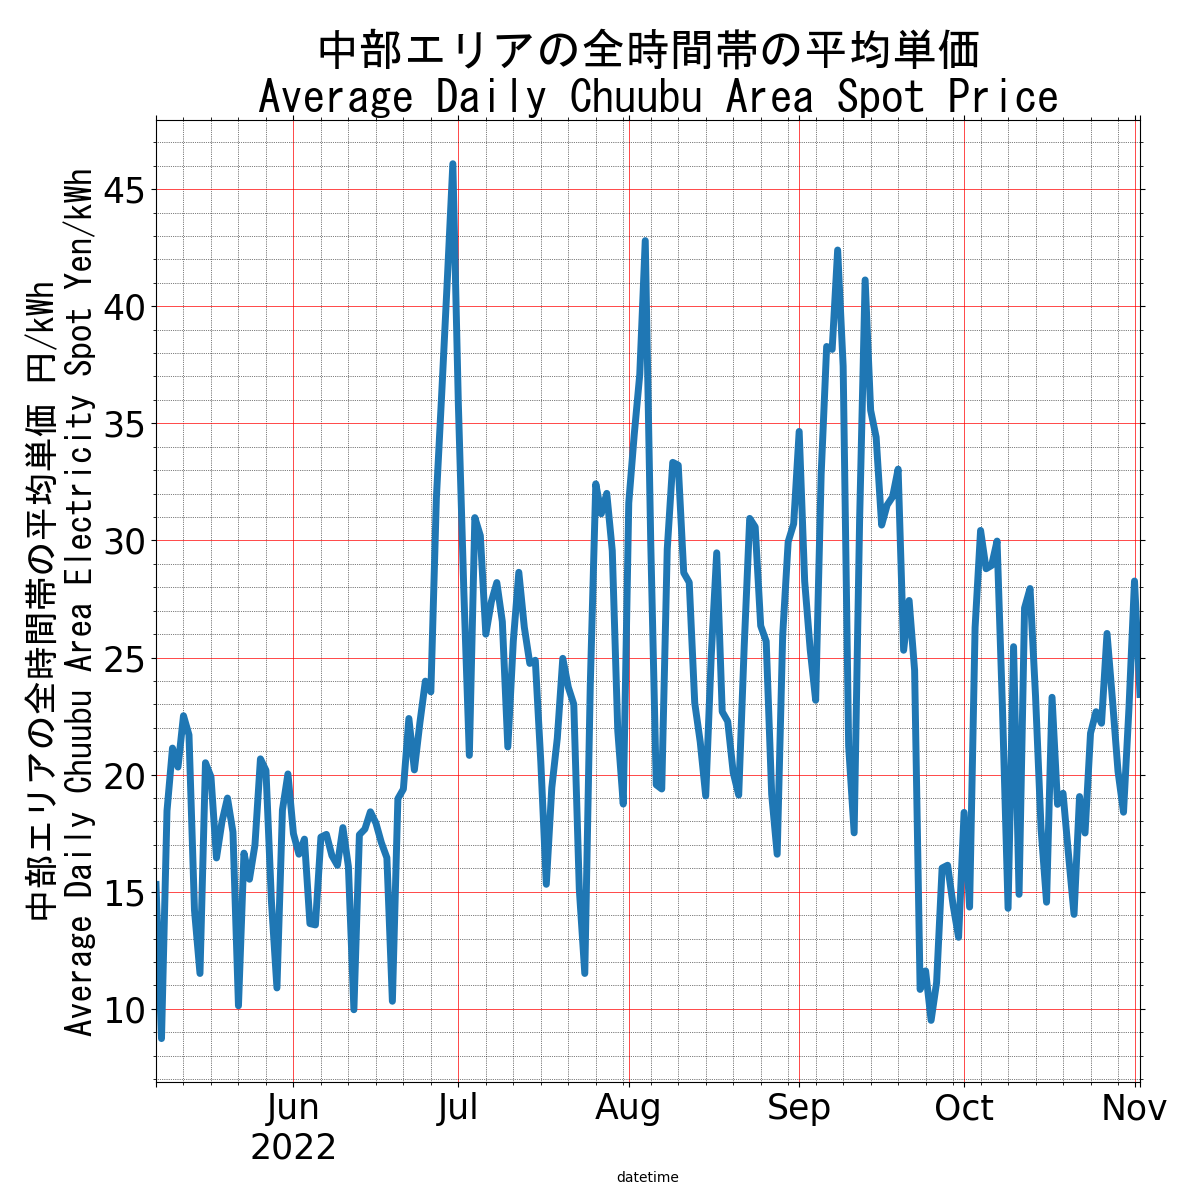 中部エリアの全時間帯の平均単価
Average Daily Chuubu Area Spot Price
中部エリアの全時間帯の平均単価 円/kWh
Average Daily Chuubu Area Electricity Spot Yen/kWh
45
40
35
30
25
20
15
10
Jun
2022
Jul
Aug
Sep
Oct
Nov
datetime